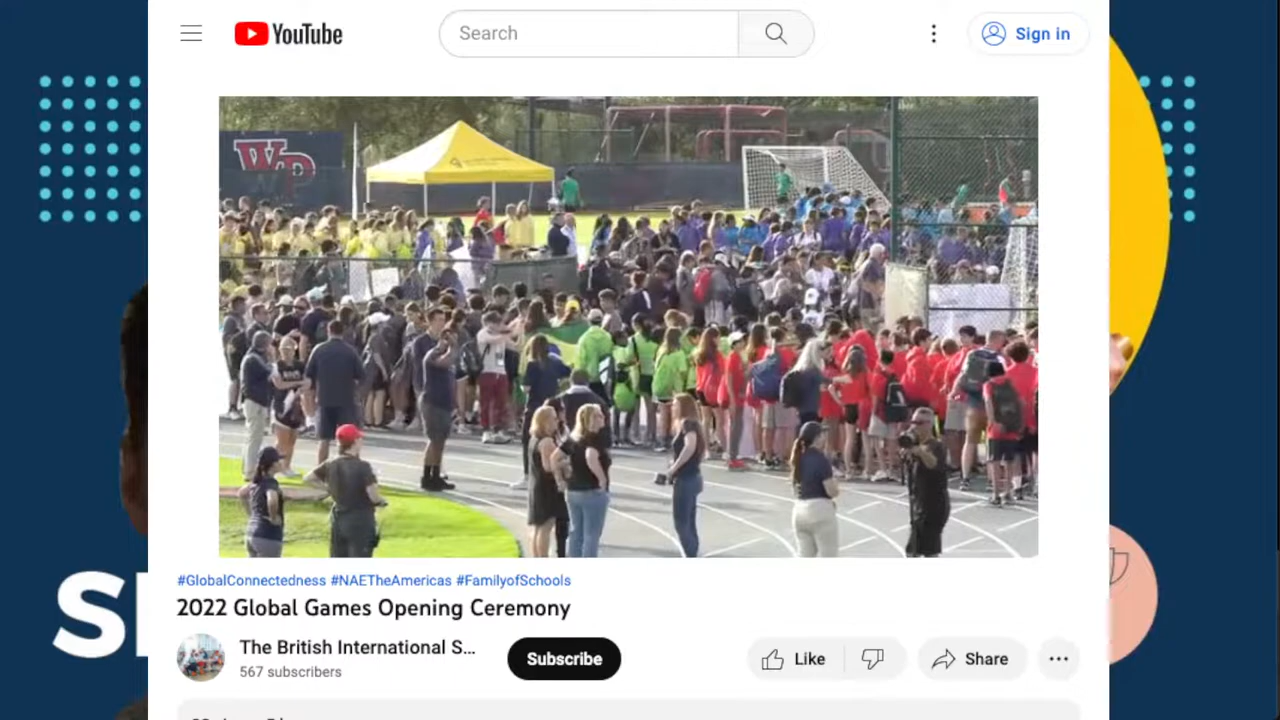 YouTube
Search
Sign in
WP
#GlobalConnectedness #NAETheAmericas #FamilyofSchools
2022 Global Games Opening Ceremony
The British International S...
567 subscribers
Subscribe
Like
Share
S